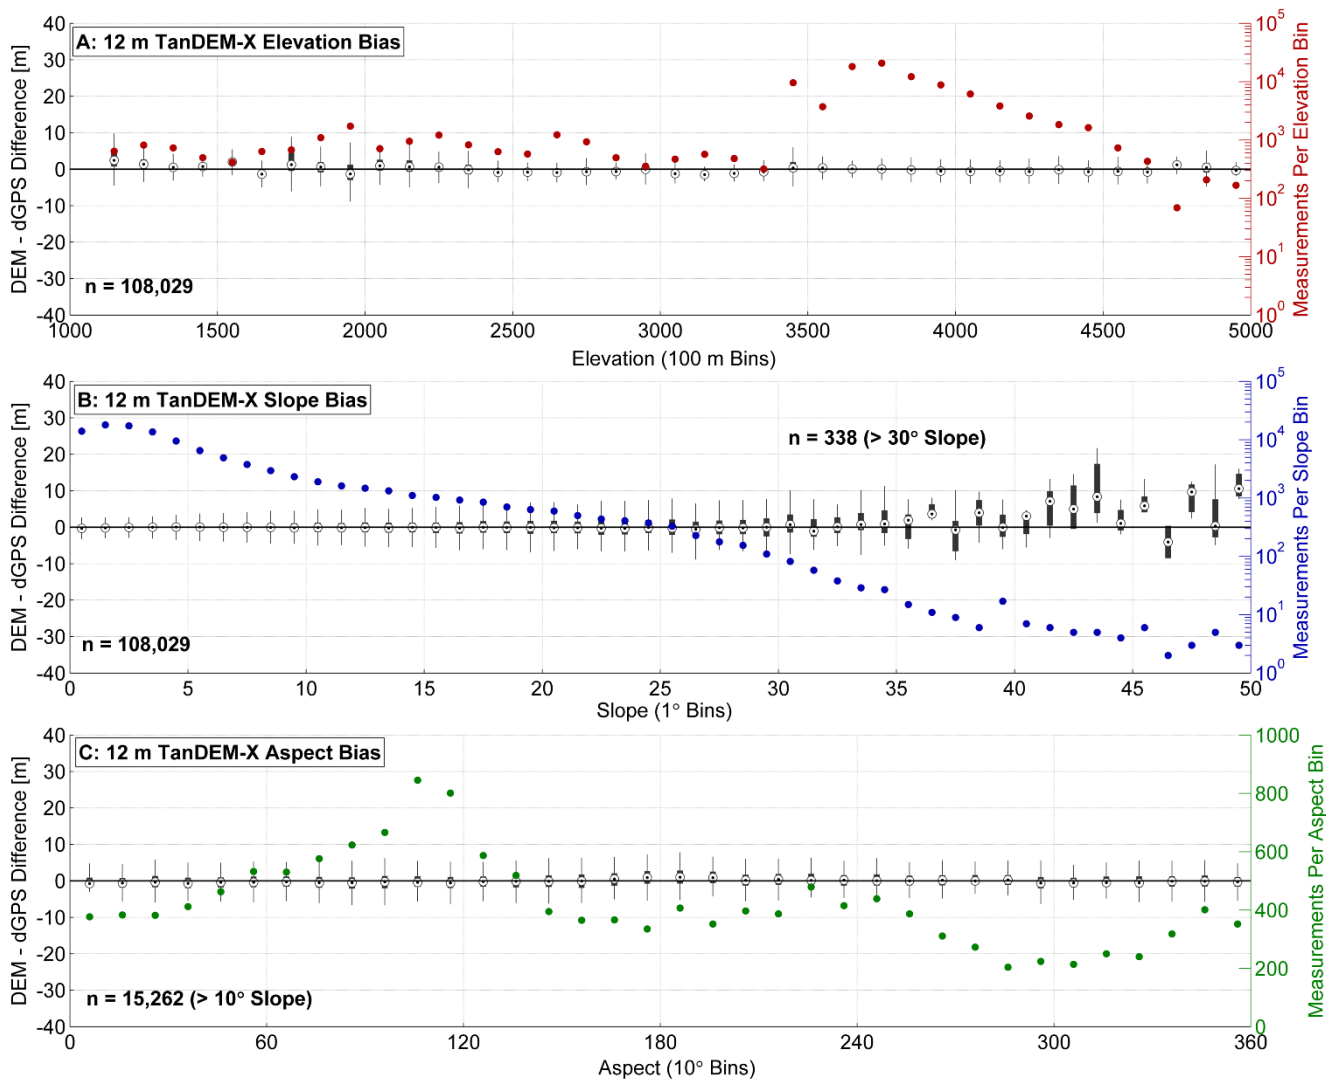 A: 12 m TanDEM-X Elevation Bias
40
30
20
10
0
-10
-20
-30
-40
DEM - dGPS Difference [m]
10^5
10^4
10^3
10^2
10^1
10^0
Measurements Per Elevation Bin
n = 108,029
1000 1500 2000 2500 3000 3500 4000 4500 5000
Elevation (100 m Bins)
B: 12 m TanDEM-X Slope Bias
40
30
20
10
0
-10
-20
-30
-40
DEM - dGPS Difference [m]
10^5
10^4
10^3
10^2
10^1
10^0
Measurements Per Slope Bin
n = 338 (> 30° Slope)
n = 108,029
0 5 10 15 20 25 30 35 40 45 50
Slope (1° Bins)
C: 12 m TanDEM-X Aspect Bias
40
30
20
10
0
-10
-20
-30
-40
DEM - dGPS Difference [m]
1000
800
600
400
200
0
Measurements Per Aspect Bin
n = 15,262 (> 10° Slope)
0 60 120 180 240 300 360
Aspect (10° Bins)